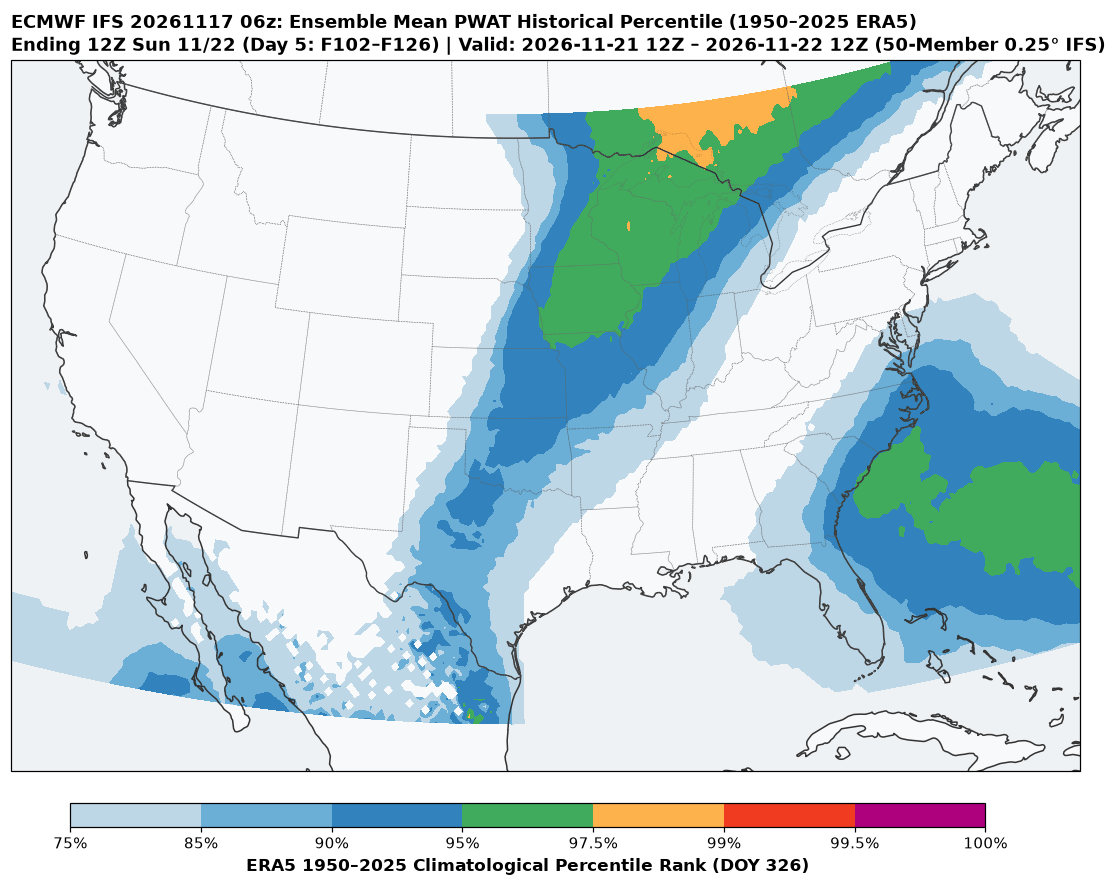 ECMWF IFS 20261117 06z: Ensemble Mean PWAT Historical Percentile (1950–2025 ERA5)
Ending 12Z Sun 11/22 (Day 5: F102–F126) | Valid: 2026-11-21 12Z – 2026-11-22 12Z (50-Member 0.25° IFS)
75% 85% 90% 95% 97.5% 99% 99.5% 100%
ERA5 1950–2025 Climatological Percentile Rank (DOY 326)